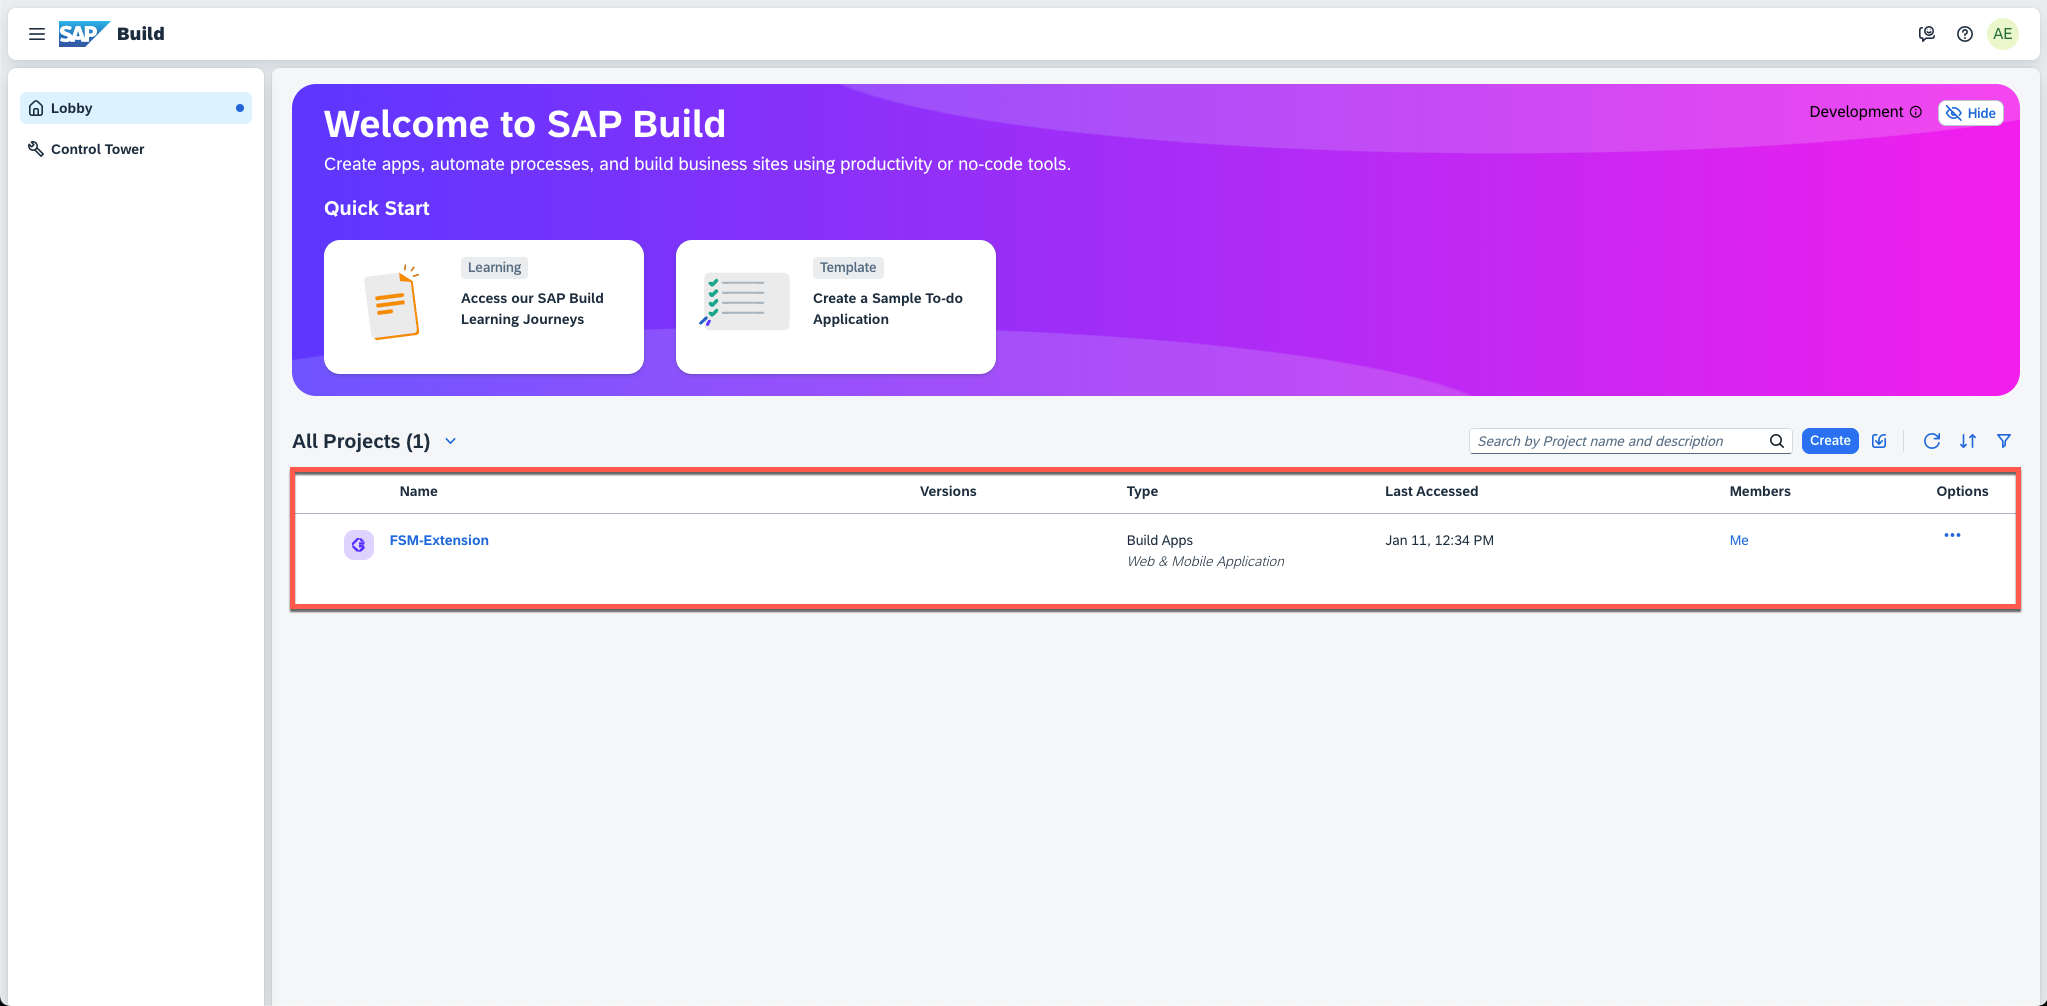 SAP Build
AE
Lobby
Control Tower
Welcome to SAP Build
Development
Hide
Create apps, automate processes, and build business sites using productivity or no-code tools.
Quick Start
Learning
Access our SAP Build
Learning Journeys
Template
Create a Sample To-do
Application
All Projects (1)
Search by Project name and description
Create
Name Versions Type Last Accessed Members Options
FSM-Extension Build Apps Jan 11, 12:34 PM Me
Web & Mobile Application